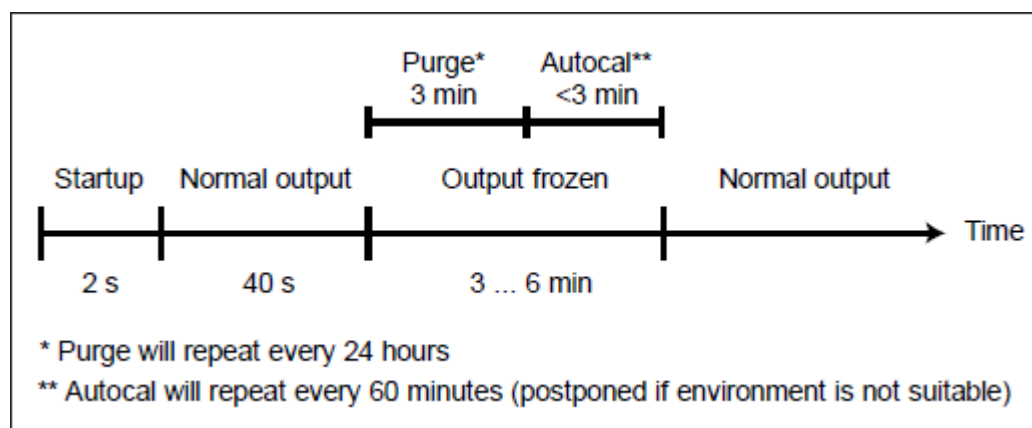 Purge* Autocal**
3 min <3 min
Startup Normal output Output frozen Normal output
Time
2 s 40 s 3 ... 6 min
* Purge will repeat every 24 hours
** Autocal will repeat every 60 minutes (postponed if environment is not suitable)